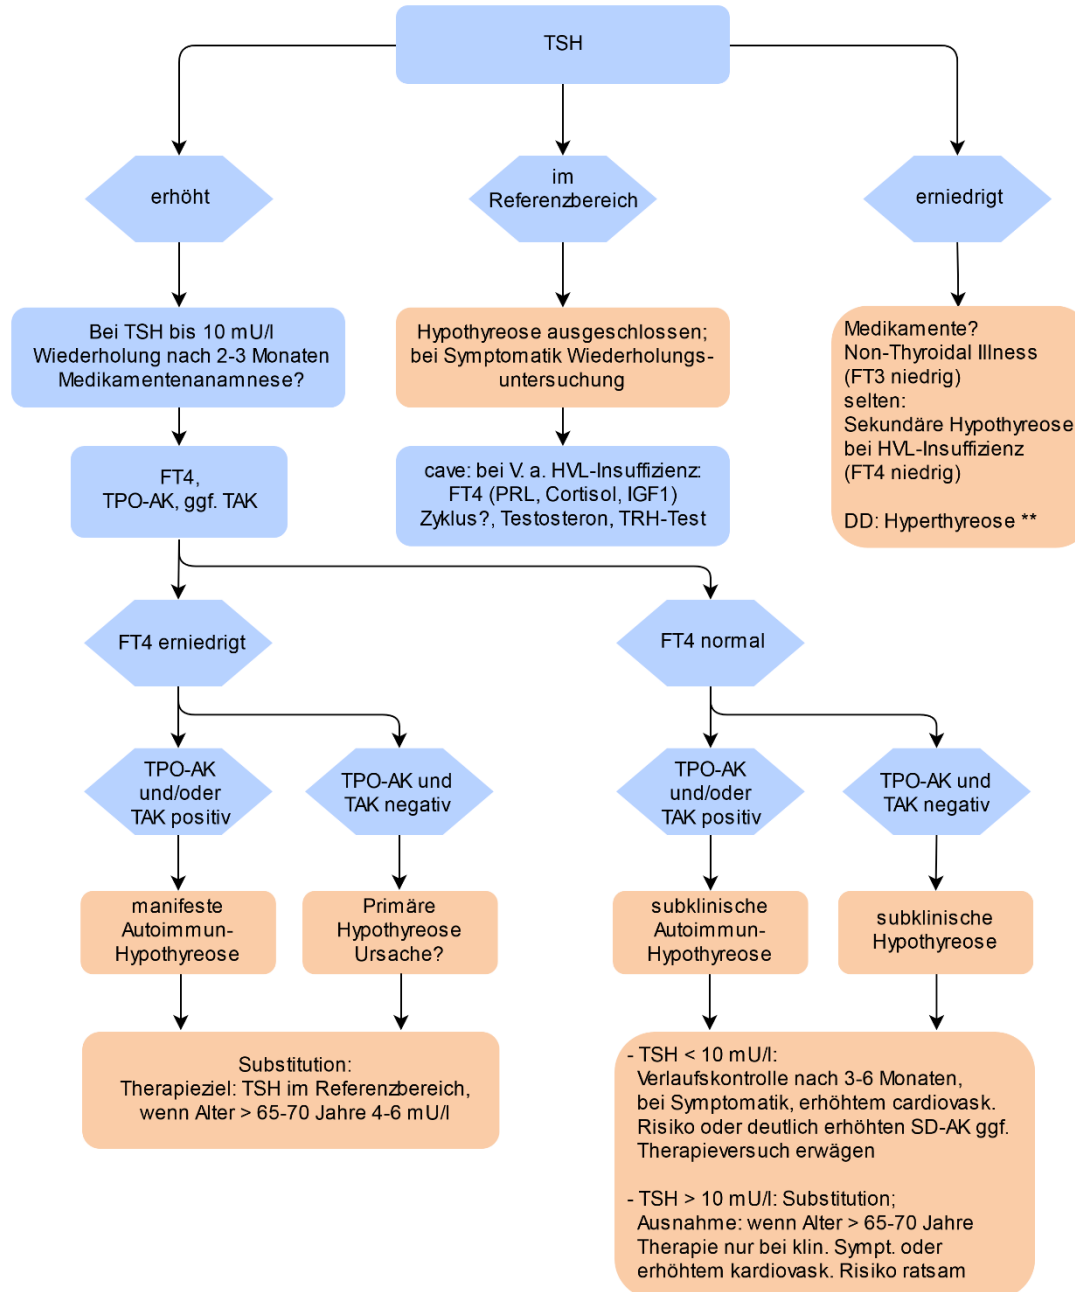 TSH
erhöht
im
Referenzbereich
erniedrigt
Bei TSH bis 10 mU/l
Wiederholung nach 2-3 Monaten
Medikamentenanamnese?
Hypothyreose ausgeschlossen;
bei Symptomatik Wiederholungs-
untersuchung
Medikamente?
Non-Thyroidal Illness
(FT3 niedrig)
selten:
Sekundäre Hypothyreose
bei HVL-Insuffizienz
(FT4 niedrig)
DD: Hyperthyreose **
FT4,
TPO-AK, ggf. TAK
cave: bei V. a. HVL-Insuffizienz:
FT4 (PRL, Cortisol, IGF1)
Zyklus?, Testosteron, TRH-Test
FT4 erniedrigt
FT4 normal
TPO-AK
und/oder
TAK positiv
TPO-AK und
TAK negativ
TPO-AK
und/oder
TAK positiv
TPO-AK und
TAK negativ
manifeste
Autoimmun-
Hypothyreose
Primäre
Hypothyreose
Ursache?
subklinische
Autoimmun-
Hypothyreose
subklinische
Hypothyreose
Substitution:
Therapieziel: TSH im Referenzbereich,
wenn Alter > 65-70 Jahre 4-6 mU/l
- TSH < 10 mU/l:
Verlaufskontrolle nach 3-6 Monaten,
bei Symptomatik, erhöhtem cardiovask.
Risiko oder deutlich erhöhten SD-AK ggf.
Therapieversuch erwägen
- TSH > 10 mU/l: Substitution;
Ausnahme: wenn Alter > 65-70 Jahre
Therapie nur bei klin. Sympt. oder
erhöhtem kardiovask. Risiko ratsam